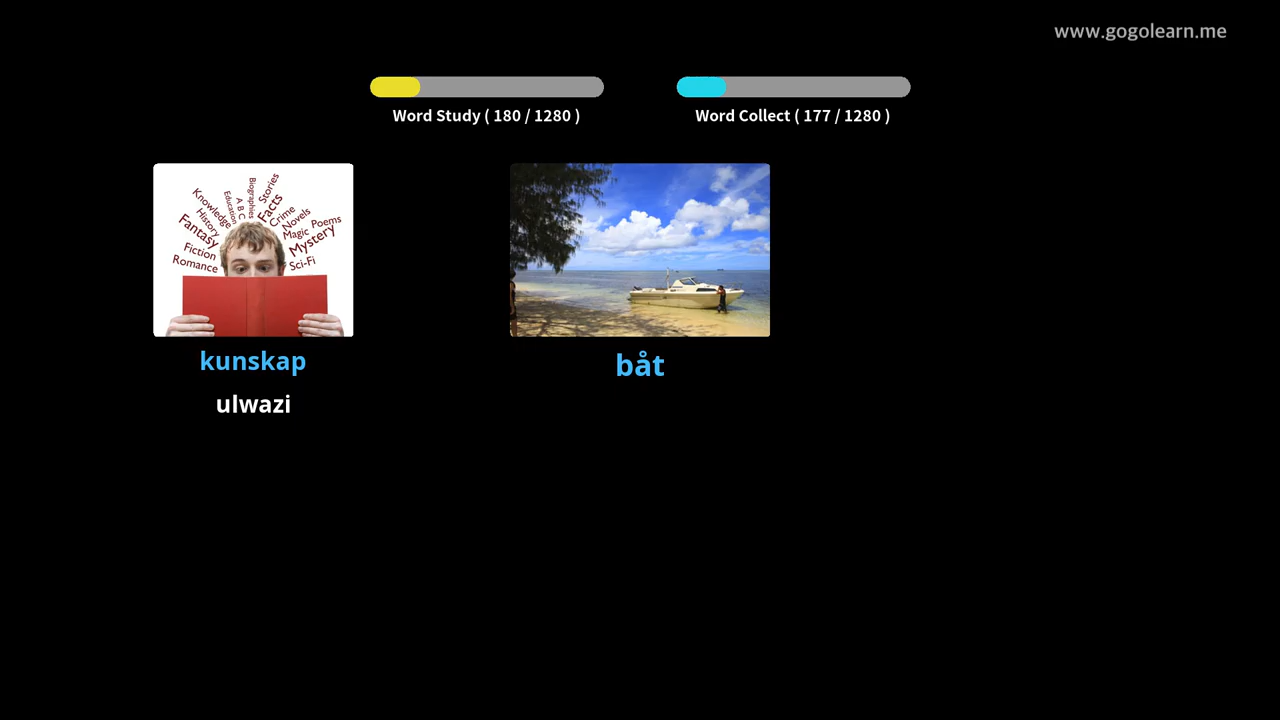 www.gogolearn.me
Word Study ( 180 / 1280 )
Word Collect ( 177 / 1280 )
Stories
Biographies
A B C
Education
Knowledge
Facts
Crime
History
Novels
Poems
Magic
Fantasy
Mystery
Fiction
Sci-Fi
Romance
kunskap
båt
ulwazi